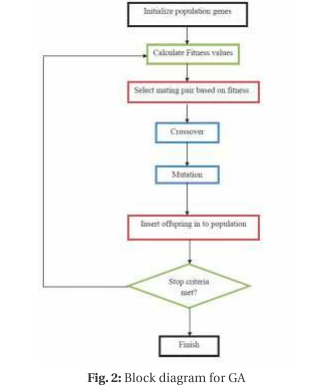 Initialize population genes
Calculate Fitness values
Select mating pair based on fitness
Crossover
Mutation
Insert offspring in to population
Stop criteria
met?
Finish
Fig. 2: Block diagram for GA